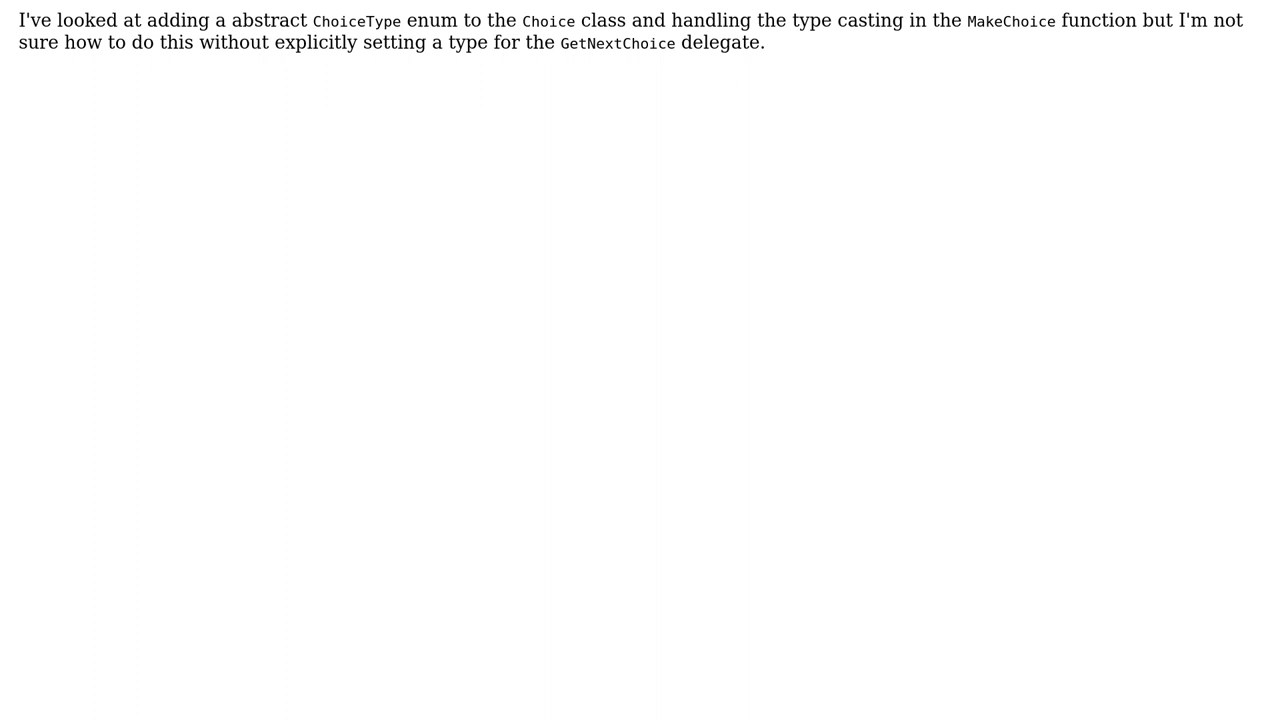 I've looked at adding a abstract ChoiceType enum to the Choice class and handling the type casting in the MakeChoice function but I'm not
sure how to do this without explicitly setting a type for the GetNextChoice delegate.